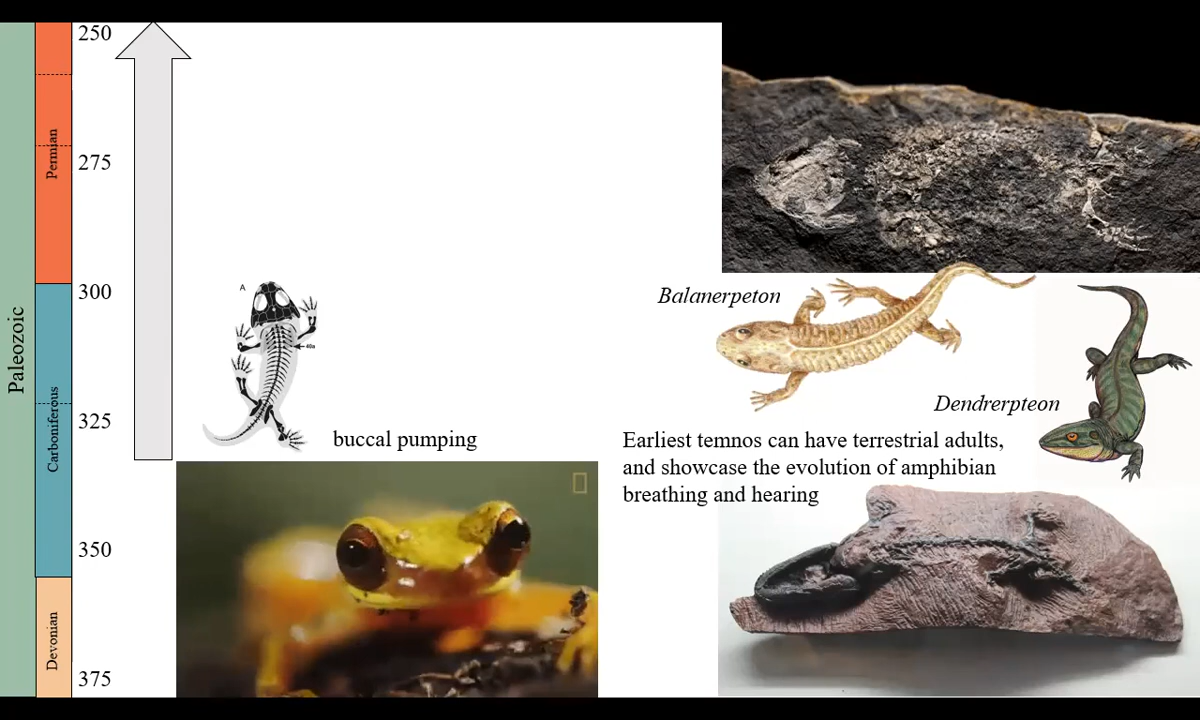 250
Permian
275
300
Paleozoic
Carboniferous
325
350
Devonian
375
A
buccal pumping
Balanerpeton
Dendrerpteon
Earliest temnos can have terrestrial adults,
and showcase the evolution of amphibian
breathing and hearing